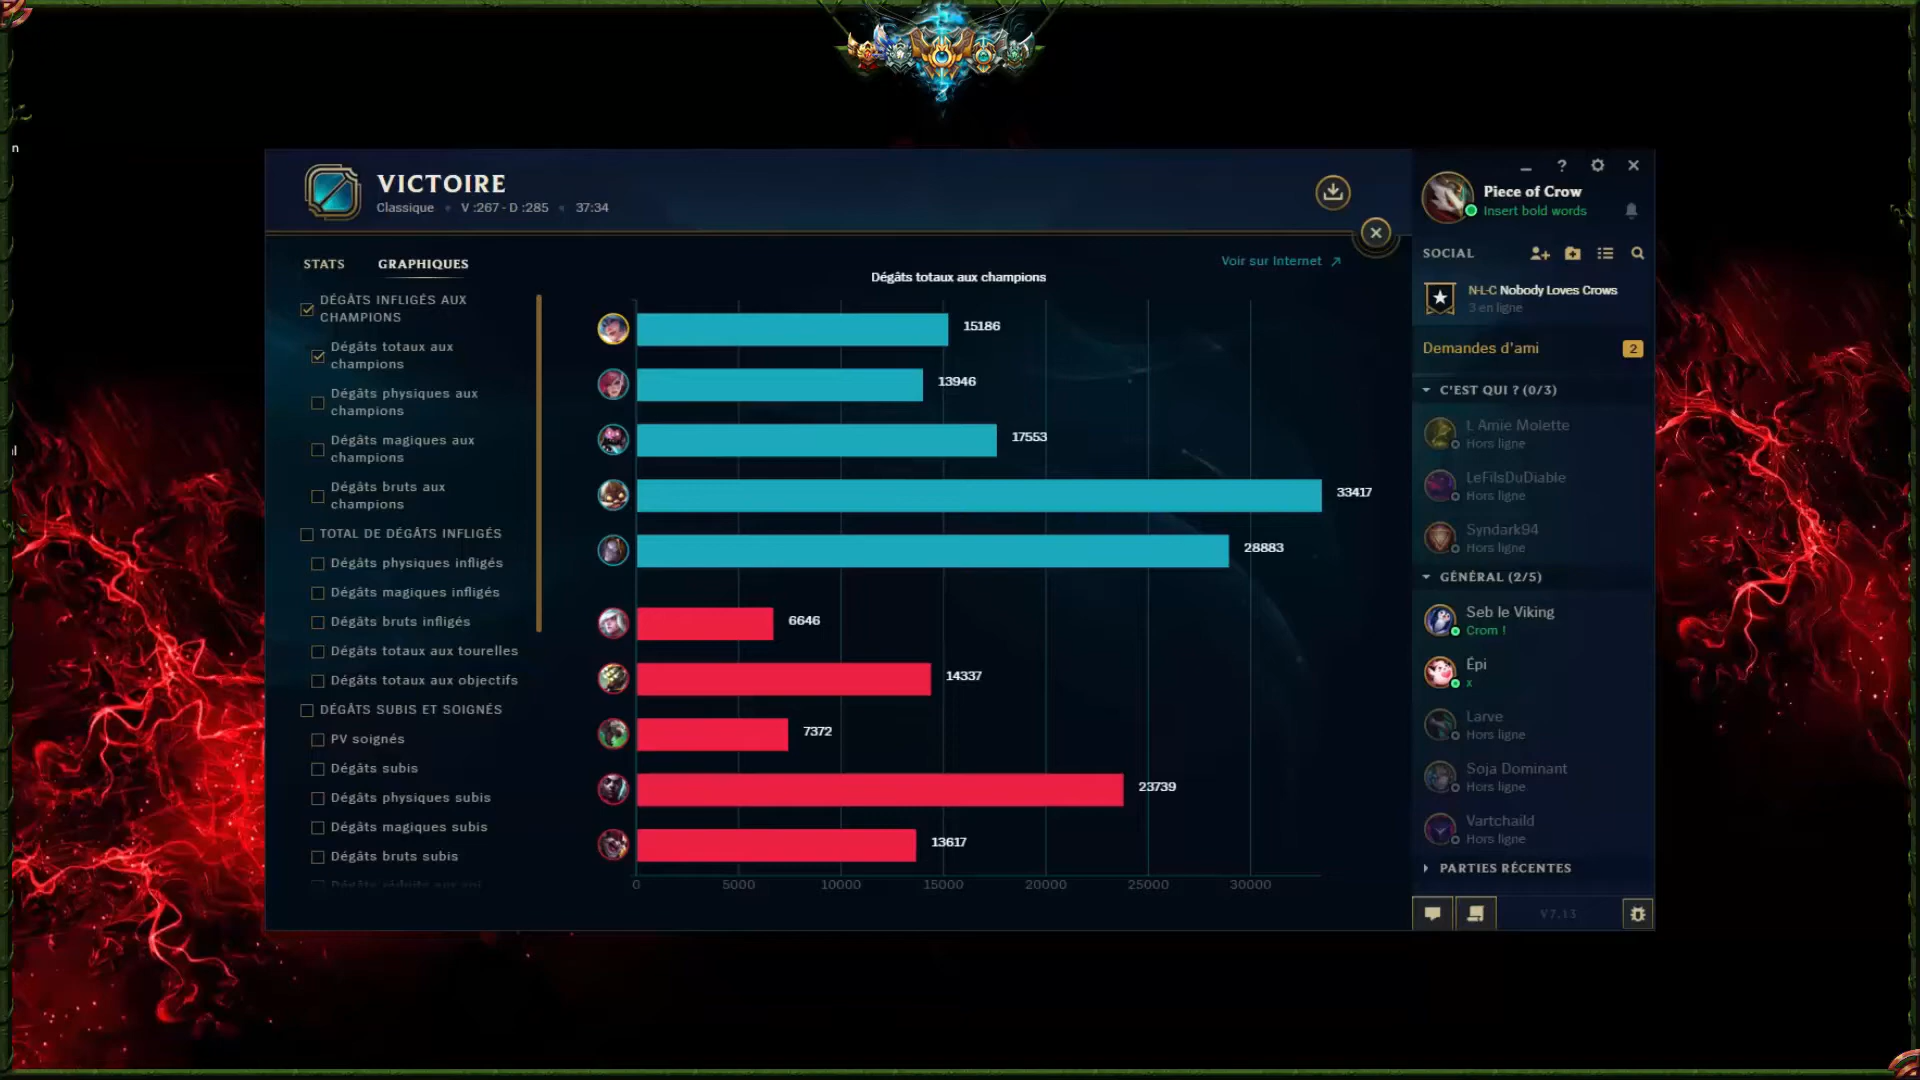 n
al
VICTOIRE
Classique • V :267 - D :285 • 37:34
STATS
GRAPHIQUES
DÉGÂTS INFLIGÉS AUX
CHAMPIONS
Dégâts totaux aux
champions
Dégâts physiques aux
champions
Dégâts magiques aux
champions
Dégâts bruts aux
champions
TOTAL DE DÉGÂTS INFLIGÉS
Dégâts physiques infligés
Dégâts magiques infligés
Dégâts bruts infligés
Dégâts totaux aux tourelles
Dégâts totaux aux objectifs
DÉGÂTS SUBIS ET SOIGNÉS
PV soignés
Dégâts subis
Dégâts physiques subis
Dégâts magiques subis
Dégâts bruts subis
Voir sur Internet
Dégâts totaux aux champions
15186
13946
17553
33417
28883
6646
14337
7372
23739
13617
0 5000 10000 15000 20000 25000 30000
?
Piece of Crow
Insert bold words
SOCIAL
N-L-C Nobody Loves Crows
3 en ligne
Demandes d'ami
2
C'EST QUI ? (0/3)
L Amie Molette
Hors ligne
LeFilsDuDiable
Hors ligne
Syndark94
Hors ligne
GÉNÉRAL (2/5)
Seb le Viking
Crom !
Épi
x
Larve
Hors ligne
Soja Dominant
Hors ligne
Vartchaild
Hors ligne
PARTIES RÉCENTES
V7.13